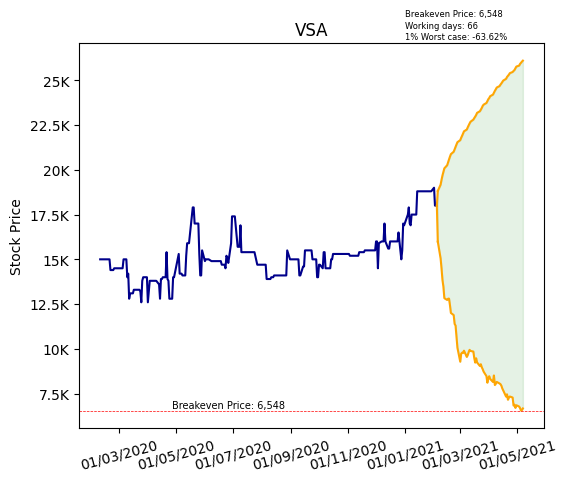 Breakeven Price: 6,548
Working days: 66
1% Worst case: -63.62%
VSA
Stock Price
25K
22.5K
20K
17.5K
15K
12.5K
10K
7.5K
Breakeven Price: 6,548
01/03/2020
01/05/2020
01/07/2020
01/09/2020
01/11/2020
01/01/2021
01/03/2021
01/05/2021